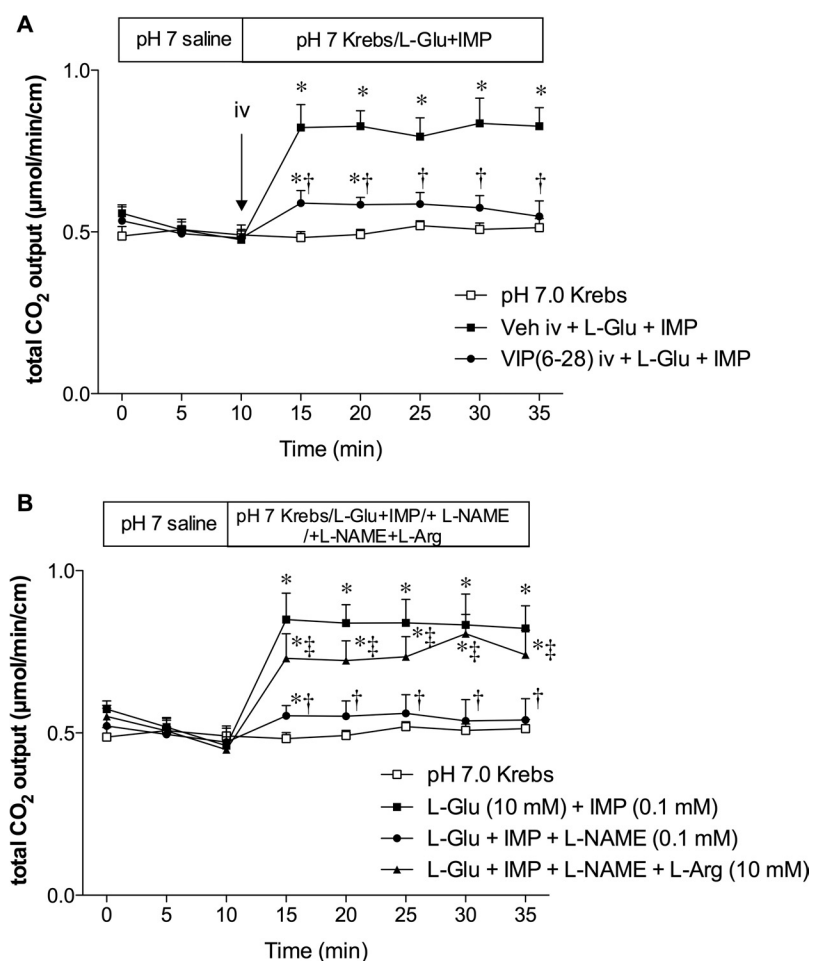 A
pH 7 saline
pH 7 Krebs/L-Glu+IMP
1.0
0.5
0.0
total CO2 output (μmol/min/cm)
iv
* * * * *
*† *† † † †
pH 7.0 Krebs
Veh iv + L-Glu + IMP
VIP(6-28) iv + L-Glu + IMP
0 5 10 15 20 25 30 35
Time (min)
B
pH 7 saline
pH 7 Krebs/L-Glu+IMP/+ L-NAME
/+L-NAME+L-Arg
1.0
0.5
0.0
total CO2 output (μmol/min/cm)
* * * * *
*‡ *‡ *‡ *‡ *‡
*† † † † †
pH 7.0 Krebs
L-Glu (10 mM) + IMP (0.1 mM)
L-Glu + IMP + L-NAME (0.1 mM)
L-Glu + IMP + L-NAME + L-Arg (10 mM)
0 5 10 15 20 25 30 35
Time (min)